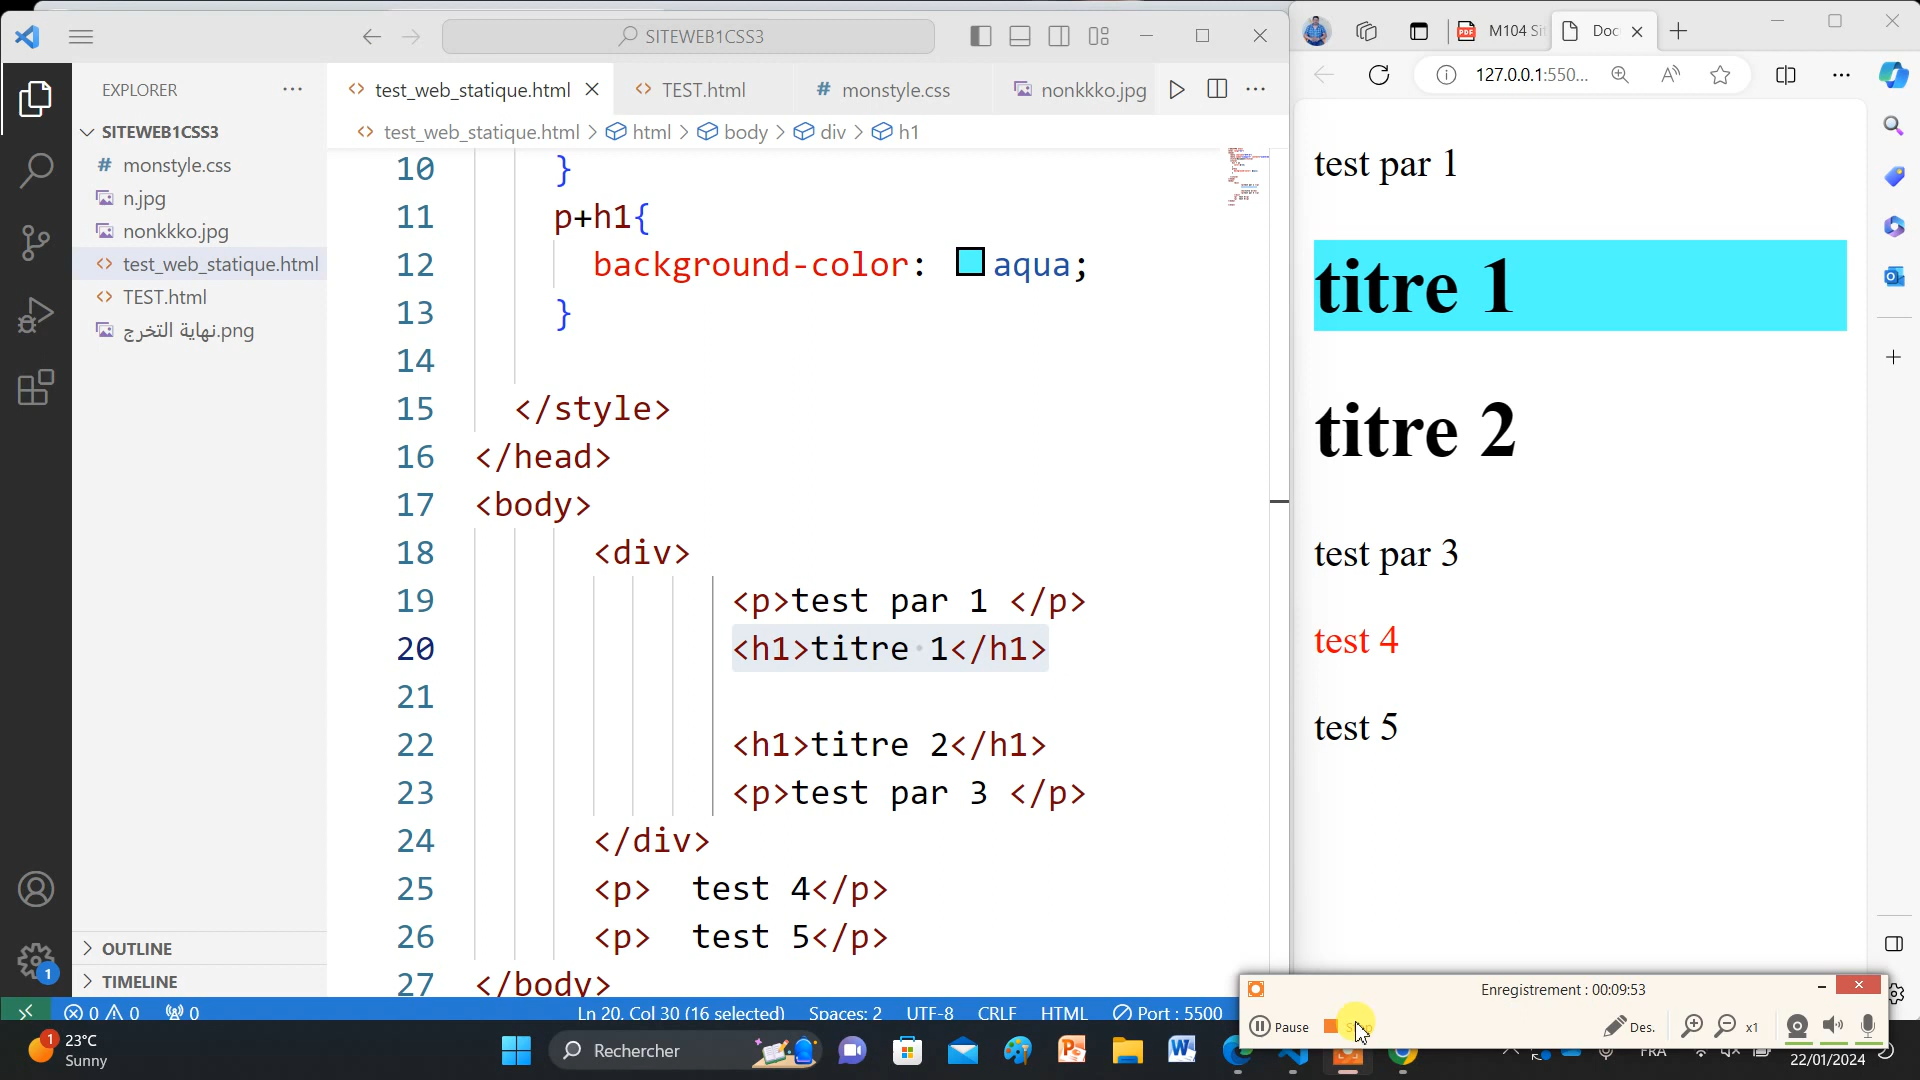 SITEWEB1CSS3
EXPLORER
SITEWEB1CSS3
monstyle.css
n.jpg
nonkkko.jpg
test_web_statique.html
TEST.html
نهاية التخرج.png
OUTLINE
TIMELINE
test_web_statique.html
TEST.html
# monstyle.css
nonkkko.jpg
test_web_statique.html > html > body > div > h1
10 }
11 p+h1{
12 background-color: aqua;
13 }
14
15 </style>
16 </head>
17 <body>
18 <div>
19 <p>test par 1 </p>
20 <h1>titre·1</h1>
21
22 <h1>titre 2</h1>
23 <p>test par 3 </p>
24 </div>
25 <p>  test 4</p>
26 <p>  test 5</p>
27 </body>
0 0 0 Ln 20, Col 30 (16 selected) Spaces: 2 UTF-8 CRLF HTML Port : 5500
M104 Si
Doc
127.0.0.1:550...
test par 1
titre 1
titre 2
test par 3
test 4
test 5
Enregistrement : 00:09:53
Pause
Des.
x1
1
23°C
Sunny
Rechercher
FRA
22/01/2024